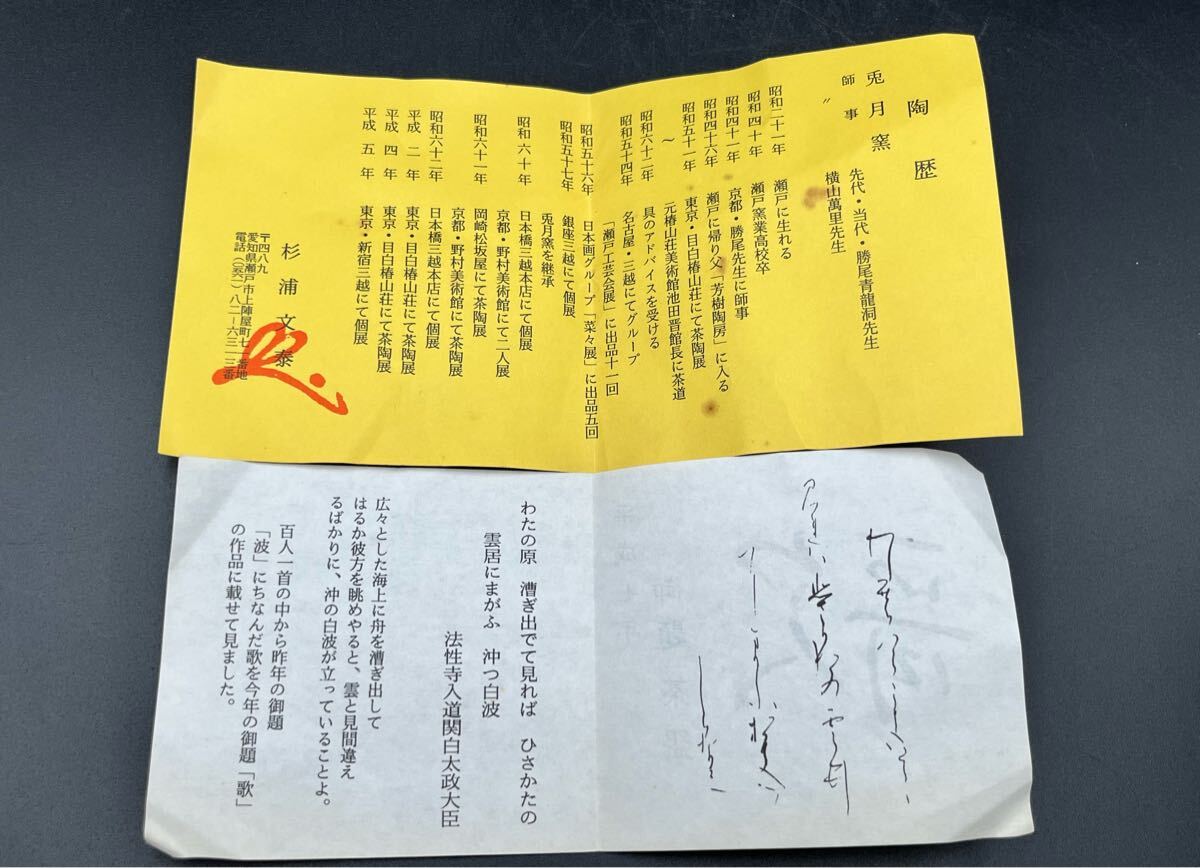 陶歴
兎月窯
師事 先代・当代・勝尾青龍洞先生
〃 横山萬里先生
昭和二十一年 瀬戸に生れる
昭和四十年 瀬戸窯業高校卒
昭和四十一年 京都・勝尾先生に師事
昭和四十六年 瀬戸に帰り父「芳樹陶房」に入る
昭和五十一年 東京・目白椿山荘にて茶陶展
〜 元椿山荘美術館池田晋館長に茶道
昭和六十二年 具のアドバイスを受ける
昭和五十四年 名古屋・三越にてグループ
「瀬戸工芸会展」に出品十一回
昭和五十六年 日本画グループ「菜々展」に出品五回
昭和五十七年 銀座三越にて個展
兎月窯を継承
昭和六十年 日本橋三越本店にて個展
京都・野村美術館にて二人展
昭和六十一年 岡崎松坂屋にて茶陶展
京都・野村美術館にて茶陶展
昭和六十二年 日本橋三越本店にて個展
平成二年 東京・目白椿山荘にて茶陶展
平成四年 東京・目白椿山荘にて茶陶展
平成五年 東京・新宿三越にて個展
杉浦文泰
〒四八九
愛知県瀬戸市上陣屋町七一番地
電話(〇五六一)八二ー六三一三番
わたの原 漕ぎ出でて見れば ひさかたの
雲居にまがふ 沖つ白波
法性寺入道関白太政大臣
広々とした海上に舟を漕ぎ出して
はるか彼方を眺めやると、雲と見間違え
るばかりに、沖の白波が立っていることよ。
百人一首の中から昨年の御題
「波」にちなんだ歌を今年の御題「歌」
の作品に載せて見ました。